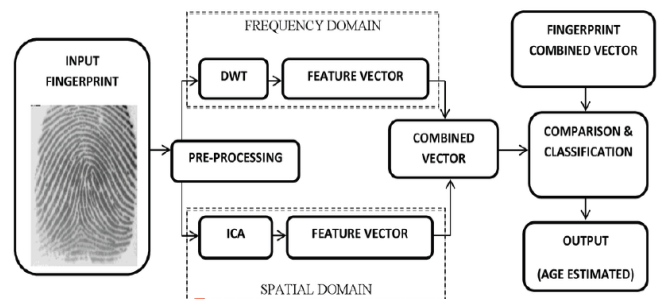 INPUT
FINGERPRINT
PRE-PROCESSING
FREQUENCY DOMAIN
DWT
FEATURE VECTOR
ICA
FEATURE VECTOR
SPATIAL DOMAIN
COMBINED
VECTOR
FINGERPRINT
COMBINED VECTOR
COMPARISON &
CLASSIFICATION
OUTPUT
(AGE ESTIMATED)